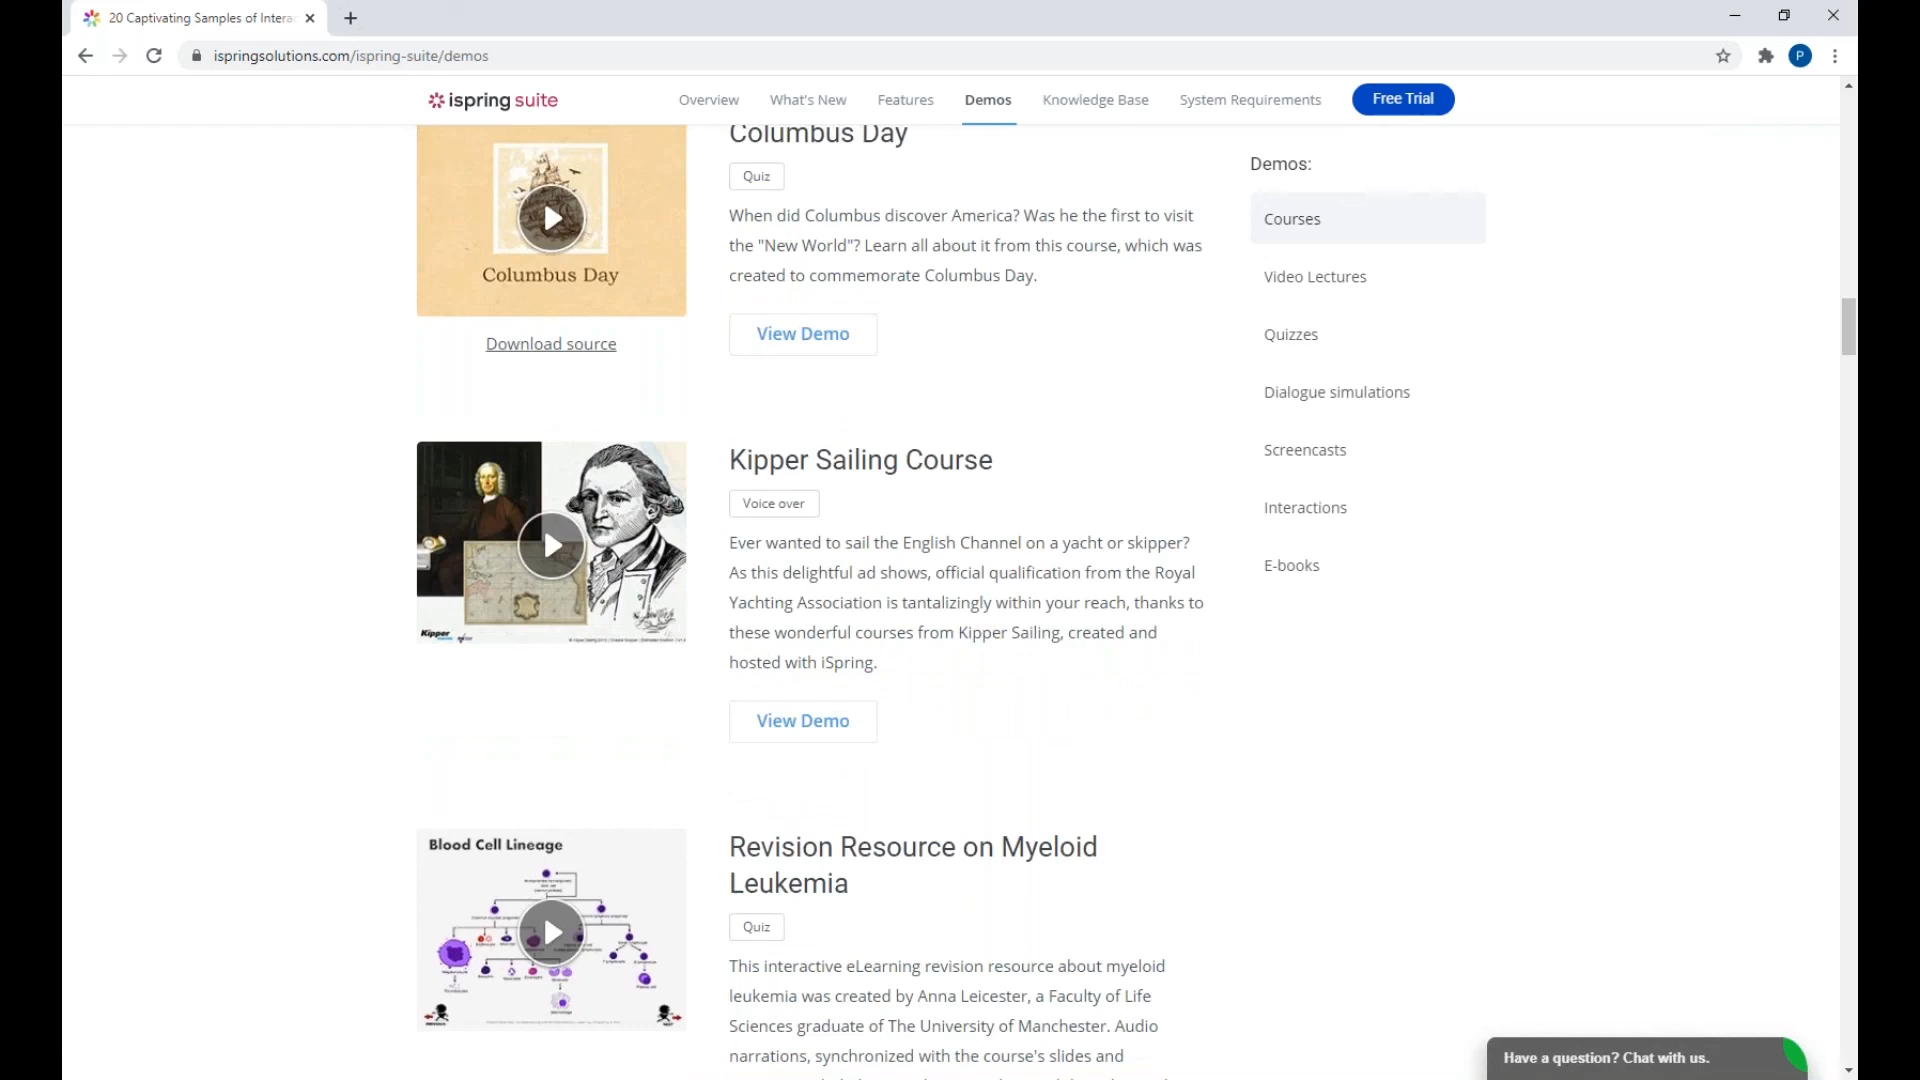 20 Captivating Samples of Intera
ispringsolutions.com/ispring-suite/demos
P
ispring suite
Overview
What's New
Features
Demos
Knowledge Base
System Requirements
Free Trial
Columbus Day
Columbus Day
Download source
Quiz
When did Columbus discover America? Was he the first to visit
the "New World"? Learn all about it from this course, which was
created to commemorate Columbus Day.
View Demo
Kipper
Kipper Sailing Course
Voice over
Ever wanted to sail the English Channel on a yacht or skipper?
As this delightful ad shows, official qualification from the Royal
Yachting Association is tantalizingly within your reach, thanks to
these wonderful courses from Kipper Sailing, created and
hosted with iSpring.
View Demo
Blood Cell Lineage
Revision Resource on Myeloid
Leukemia
Quiz
This interactive eLearning revision resource about myeloid
leukemia was created by Anna Leicester, a Faculty of Life
Sciences graduate of The University of Manchester. Audio
narrations, synchronized with the course's slides and
Demos:
Courses
Video Lectures
Quizzes
Dialogue simulations
Screencasts
Interactions
E-books
Have a question? Chat with us.